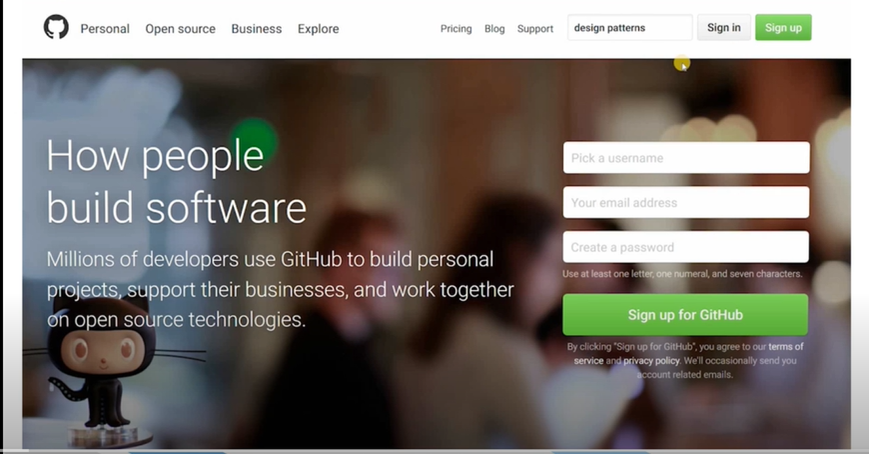 Personal Open source Business Explore Pricing Blog Support design patterns Sign in Sign up
How people
build software
Millions of developers use GitHub to build personal
projects, support their businesses, and work together
on open source technologies.
Pick a username
Your email address
Create a password
Use at least one letter, one numeral, and seven characters.
Sign up for GitHub
By clicking "Sign up for GitHub", you agree to our terms of
service and privacy policy. We'll occasionally send you
account related emails.